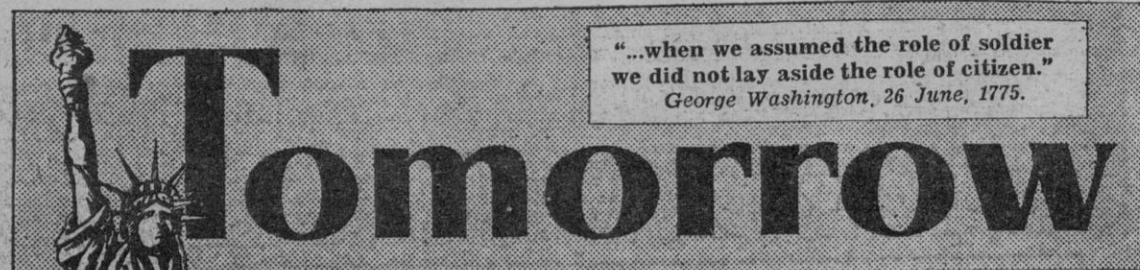 "...when we assumed the role of soldier
we did not lay aside the role of citizen."
George Washington, 26 June, 1775.
Tomorrow